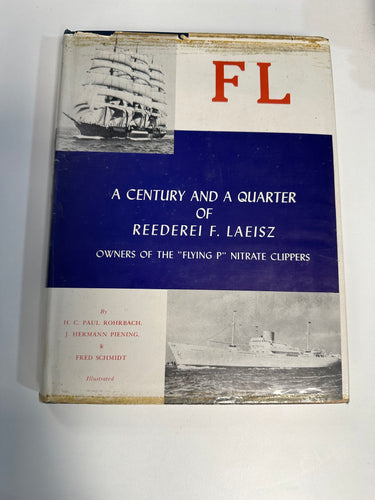 FL
A CENTURY AND A QUARTER
OF
REEDEREI F. LAEISZ
OWNERS OF THE "FLYING P" NITRATE CLIPPERS
By
H. C. PAUL ROHRBACH,
J. HERMANN PIENING,
&
FRED SCHMIDT
Illustrated